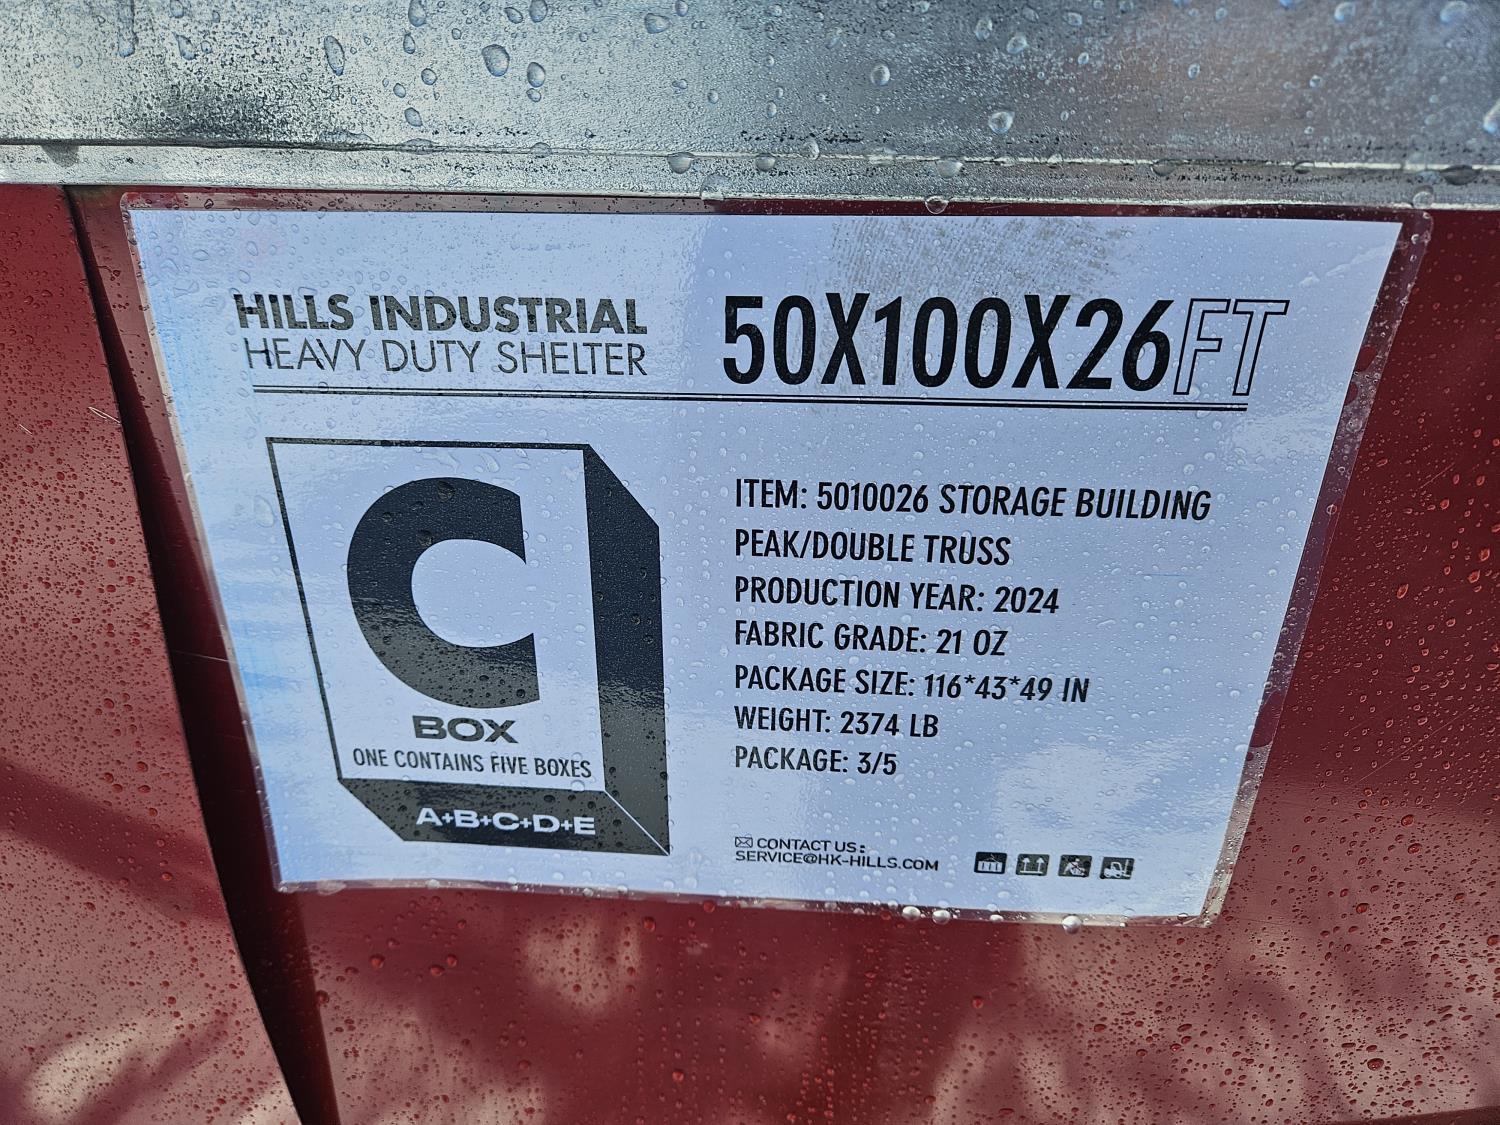 HILLS INDUSTRIAL
HEAVY DUTY SHELTER
50X100X26FT
C
BOX
ONE CONTAINS FIVE BOXES
A+B+C+D+E
ITEM: 5010026 STORAGE BUILDING
PEAK/DOUBLE TRUSS
PRODUCTION YEAR: 2024
FABRIC GRADE: 21 OZ
PACKAGE SIZE: 116*43*49 IN
WEIGHT: 2374 LB
PACKAGE: 3/5
CONTACT US:
SERVICE@HK-HILLS.COM